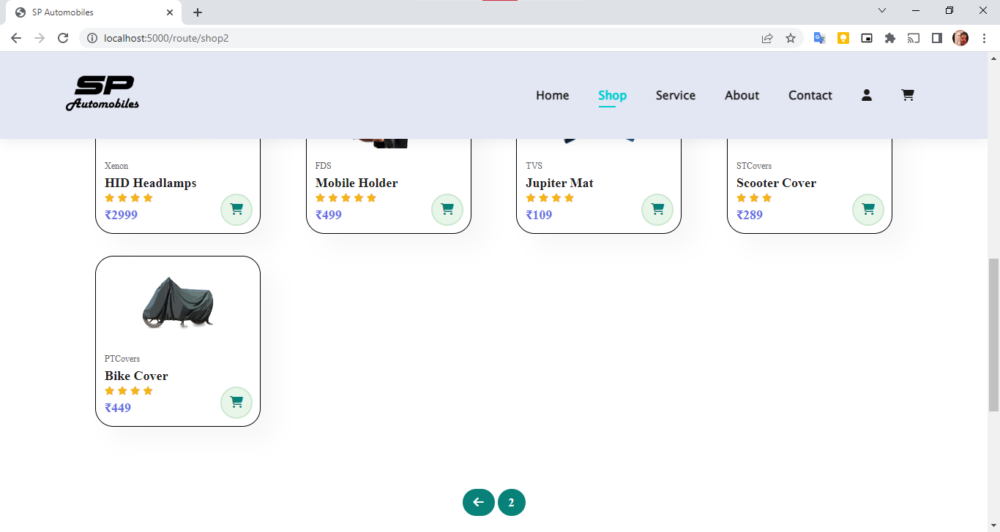 SP Automobiles
localhost:5000/route/shop2
SP
Automobiles
Home Shop Service About Contact
Xenon
HID Headlamps
₹2999
FDS
Mobile Holder
₹499
TVS
Jupiter Mat
₹109
STCovers
Scooter Cover
₹289
PTCovers
Bike Cover
₹449
2